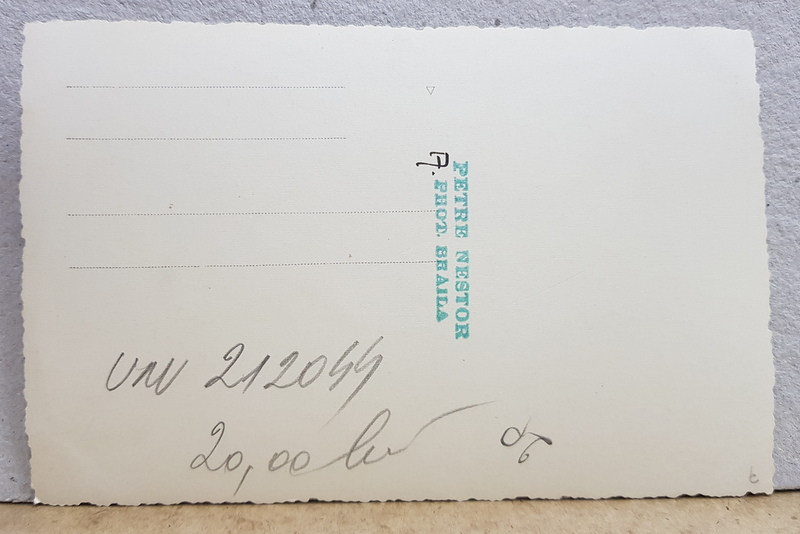 PETRE NESTOR
A. PHOT. BRAILA
UNV 212044
20,00 lei